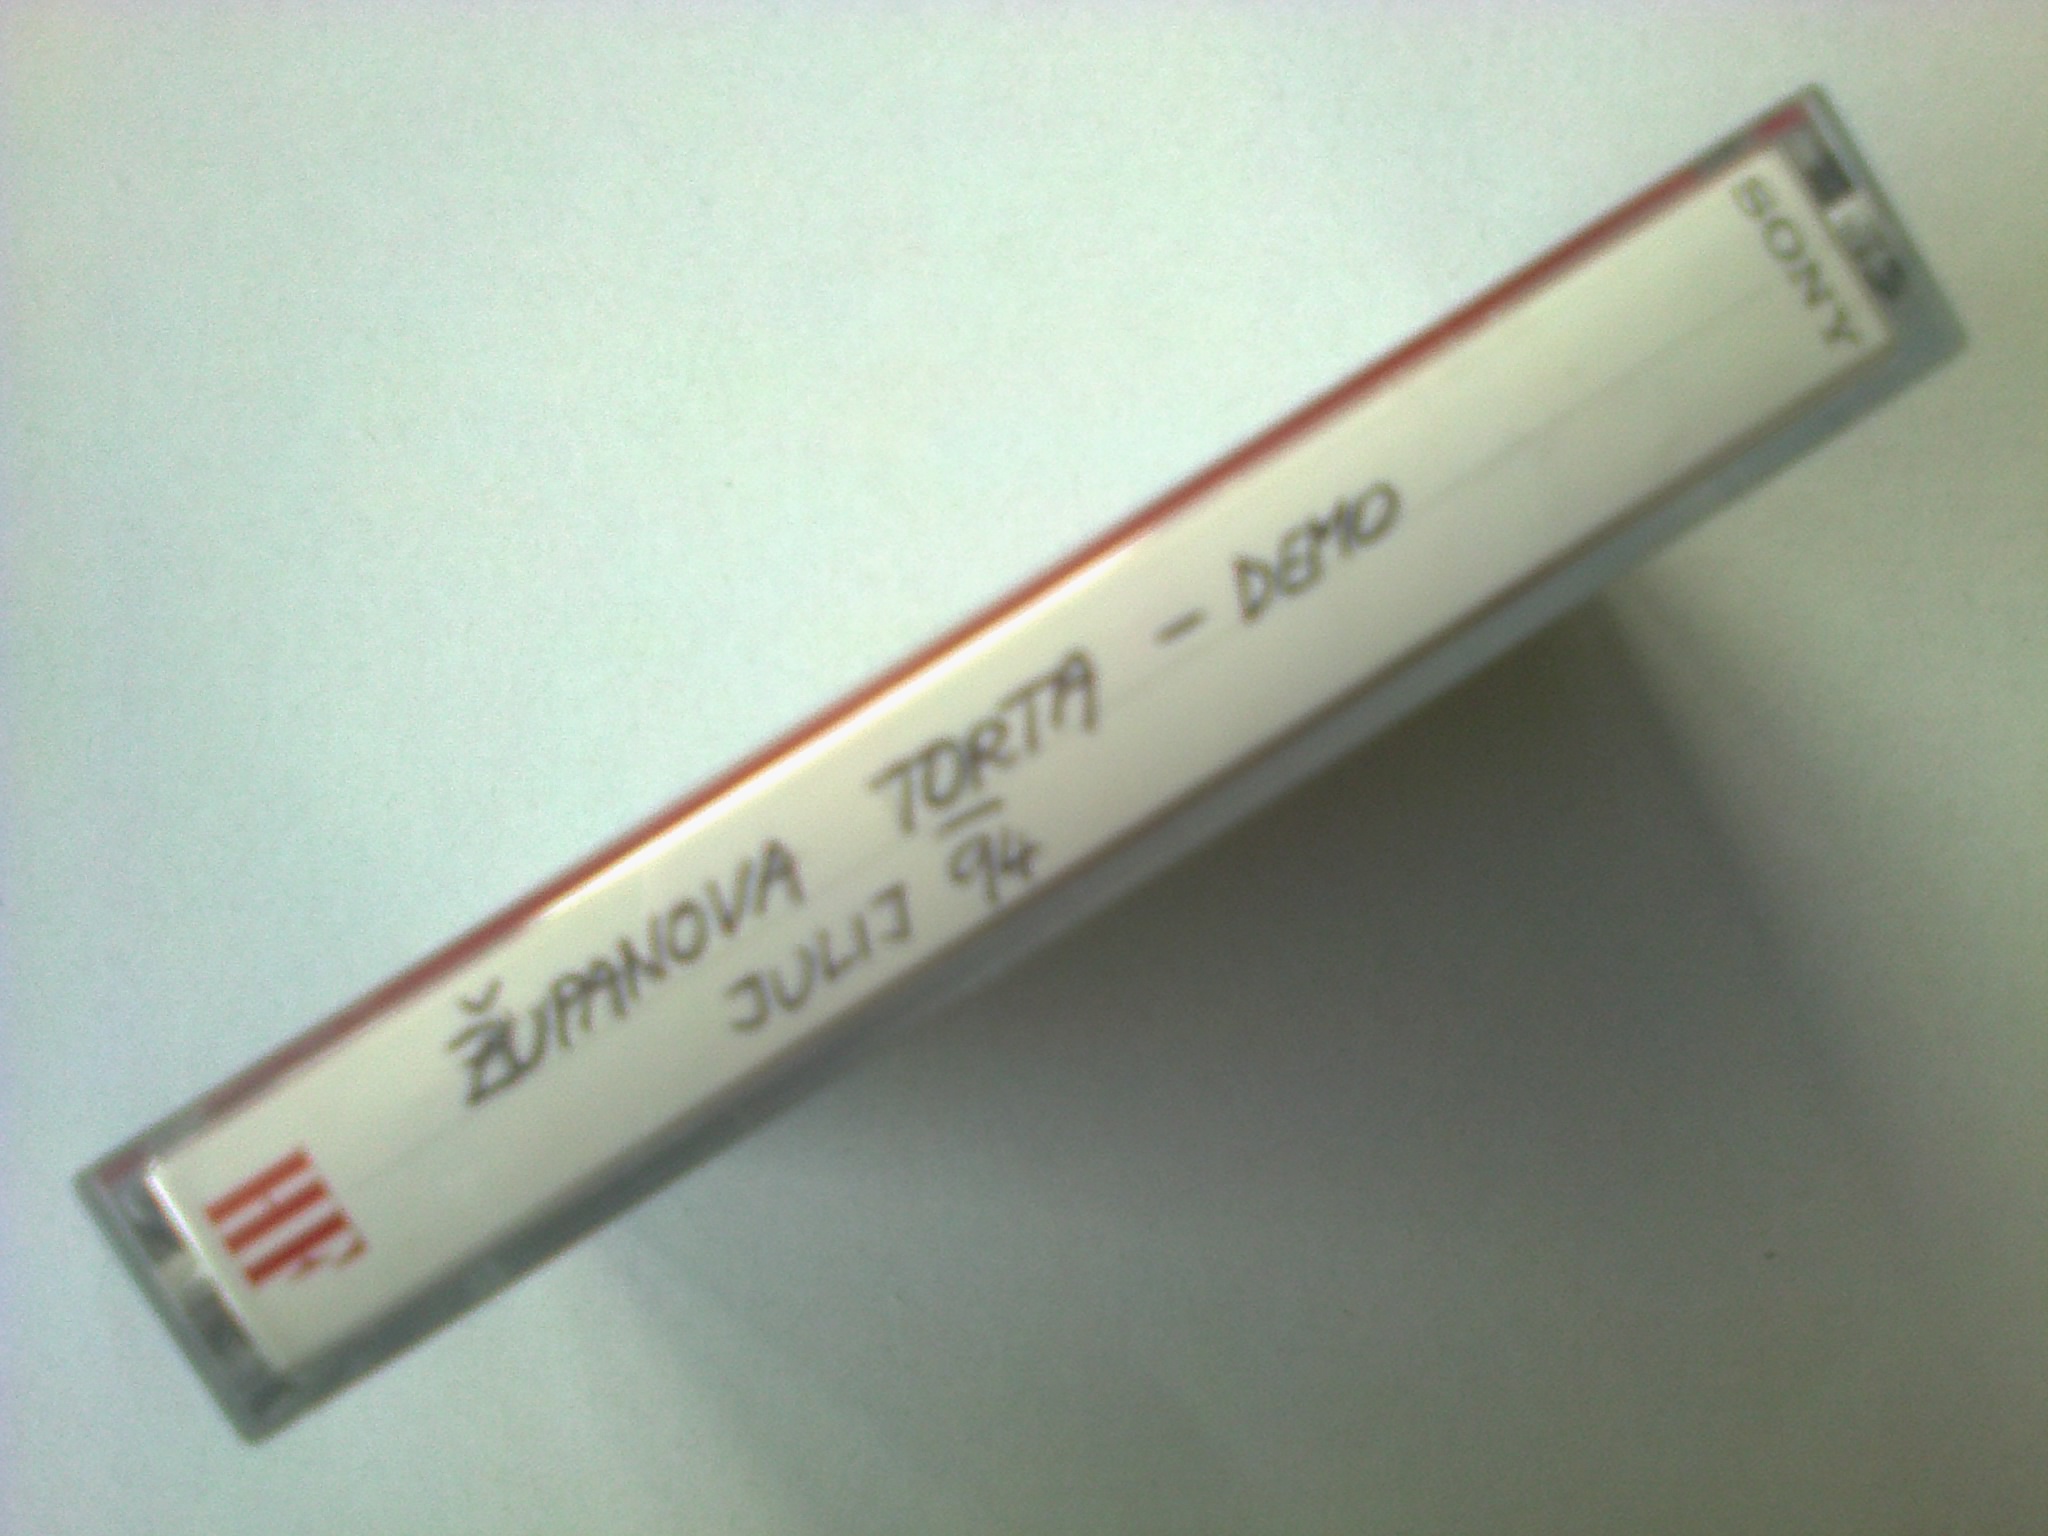 HF
ŽUPANOVA TORTA - DEMO
JULIJ 94
SONY